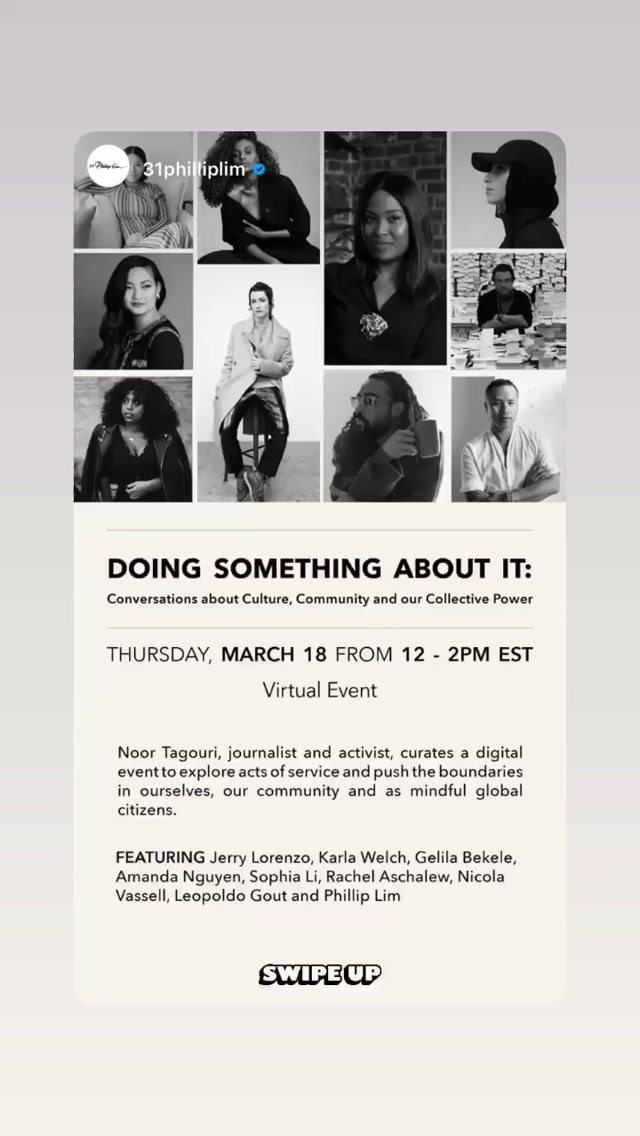 31 Phillip Lim
31philliplim
DOING SOMETHING ABOUT IT:
Conversations about Culture, Community and our Collective Power
THURSDAY, MARCH 18 FROM 12 - 2PM EST
Virtual Event
Noor Tagouri, journalist and activist, curates a digital
event to explore acts of service and push the boundaries
in ourselves, our community and as mindful global
citizens.
FEATURING Jerry Lorenzo, Karla Welch, Gelila Bekele,
Amanda Nguyen, Sophia Li, Rachel Aschalew, Nicola
Vassell, Leopoldo Gout and Phillip Lim
SWIPE UP